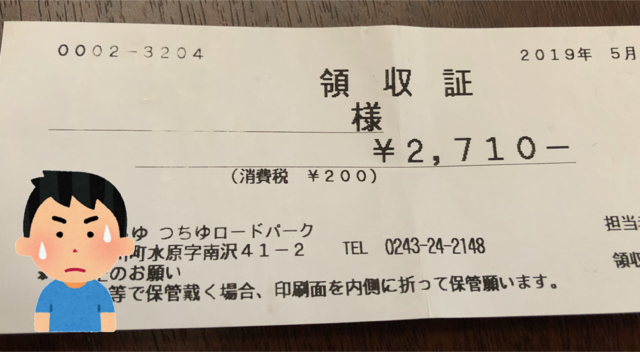 0002-3204
2019年 5月
領収証
様
￥2,710－
(消費税 ￥200)
ゆ つちゆロードパーク
町水原字南沢41-2 TEL 0243-24-2148
担当
のお願い
領収
等で保管戴く場合、印刷面を内側に折って保管願います。